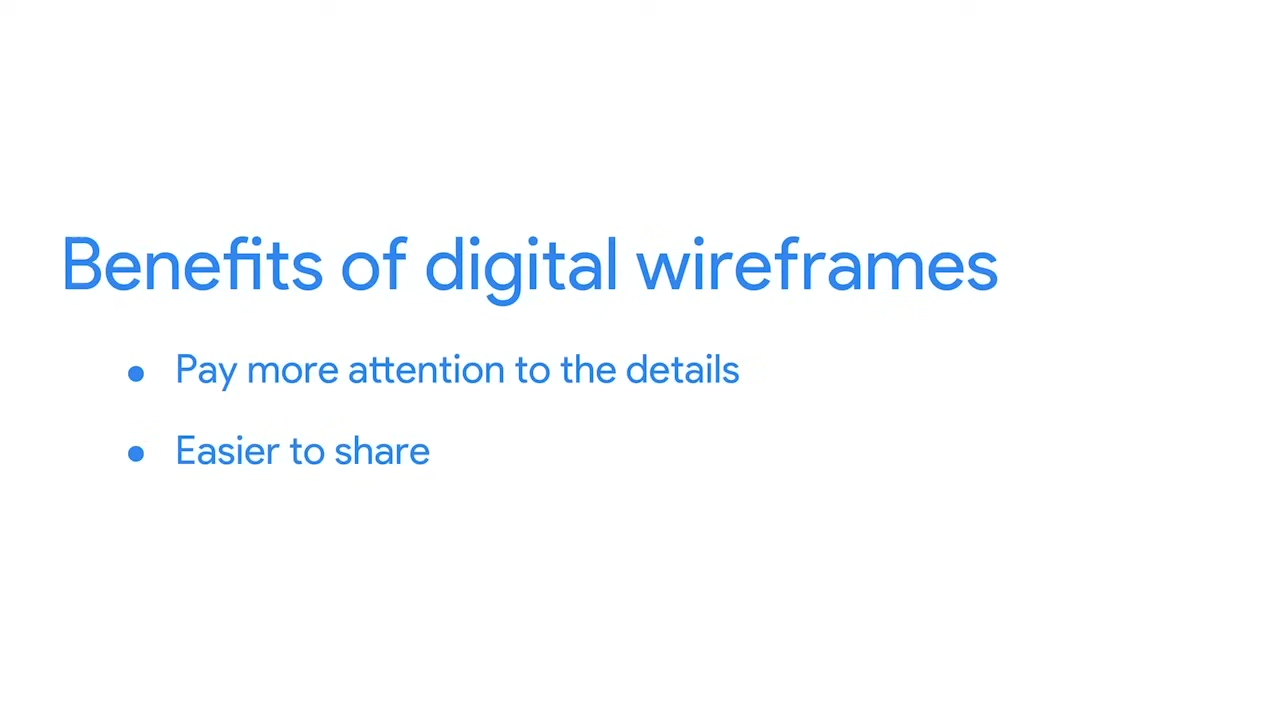 Benefits of digital wireframes
● Pay more attention to the details
● Easier to share